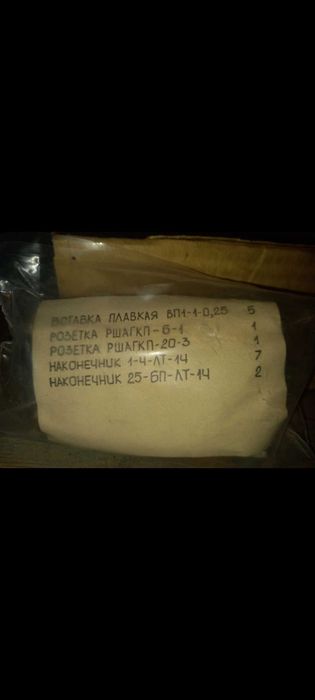 ВСТАВКА ПЛАВКАЯ ВП1-1-0,25 5
РОЗЕТКА РШАГКП-6-1 1
РОЗЕТКА РШАГКП-20-3 1
НАКОНЕЧНИК 1-4-ЛТ-14 7
НАКОНЕЧНИК 25-6П-ЛТ-14 2